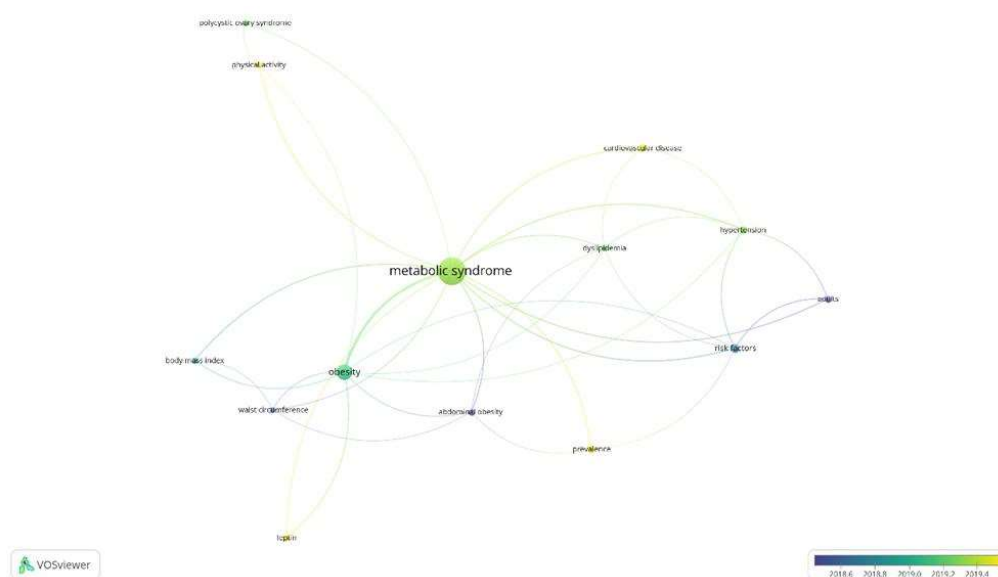 polycystic ovary syndrome
physical activity
cardiovascular disease
hypertension
dyslipidemia
metabolic syndrome
adults
risk factors
body mass index
obesity
waist circumference
abdominal obesity
prevalence
leptin
VOSviewer
2018.6 2018.8 2019.0 2019.2 2019.4